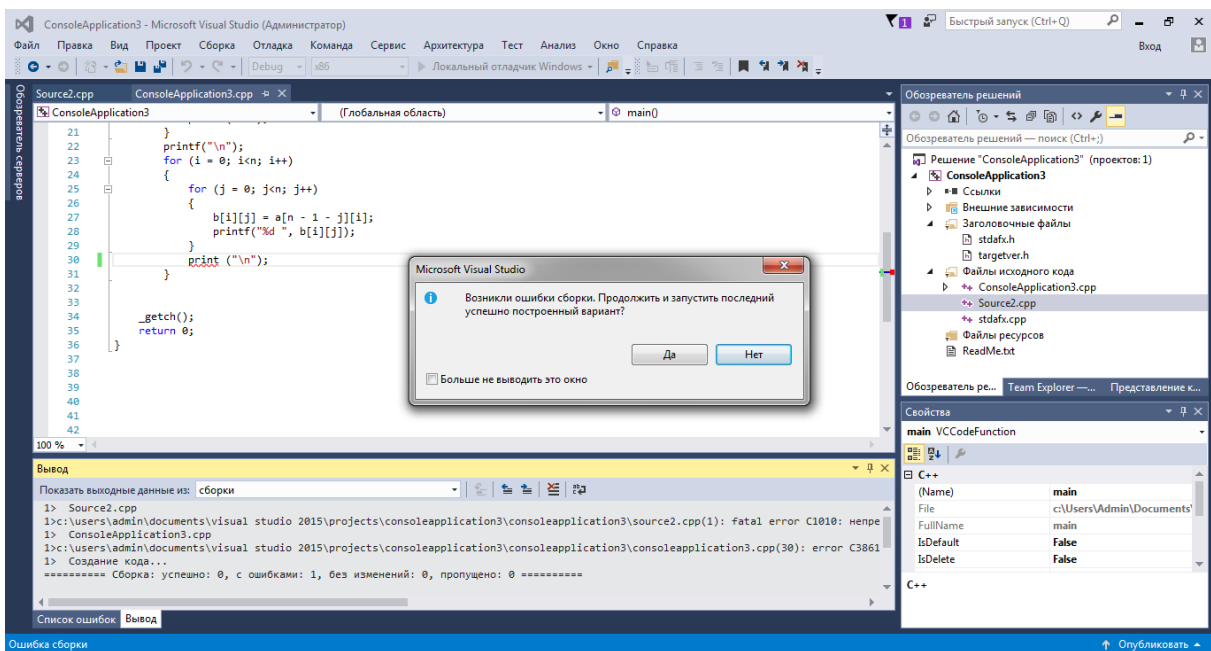 ConsoleApplication3 - Microsoft Visual Studio (Администратор)
1
Быстрый запуск (Ctrl+Q)
Файл Правка Вид Проект Сборка Отладка Команда Сервис Архитектура Тест Анализ Окно Справка
Вход
Debug x86 Локальный отладчик Windows
Обозреватель серверов
Source2.cpp ConsoleApplication3.cpp
ConsoleApplication3 (Глобальная область) main()
21 }
22 printf("\n");
23 for (i = 0; i<n; i++)
24 {
25 for (j = 0; j<n; j++)
26 {
27 b[i][j] = a[n - 1 - j][i];
28 printf("%d ", b[i][j]);
29 }
30 print ("\n");
31 }
32
33
34 _getch();
35 return 0;
36 }
37
38
39
40
41
42
100 %
Microsoft Visual Studio
Возникли ошибки сборки. Продолжить и запустить последний
успешно построенный вариант?
Да Нет
Больше не выводить это окно
Вывод
Показать выходные данные из: сборки
1> Source2.cpp
1>c:\users\admin\documents\visual studio 2015\projects\consoleapplication3\consoleapplication3\source2.cpp(1): fatal error C1010: непре
1> ConsoleApplication3.cpp
1>c:\users\admin\documents\visual studio 2015\projects\consoleapplication3\consoleapplication3\consoleapplication3.cpp(30): error C3861
1> Создание кода...
========== Сборка: успешно: 0, с ошибками: 1, без изменений: 0, пропущено: 0 ==========
Список ошибок Вывод
Обозреватель решений
Обозреватель решений — поиск (Ctrl+;)
Решение "ConsoleApplication3" (проектов: 1)
ConsoleApplication3
Ссылки
Внешние зависимости
Заголовочные файлы
stdafx.h
targetver.h
Файлы исходного кода
ConsoleApplication3.cpp
Source2.cpp
stdafx.cpp
Файлы ресурсов
ReadMe.txt
Обозреватель ре... Team Explorer —... Представление к...
Свойства
main VCCodeFunction
C++
(Name) main
File c:\Users\Admin\Documents\
FullName main
IsDefault False
IsDelete False
C++
Ошибка сборки
Опубликовать